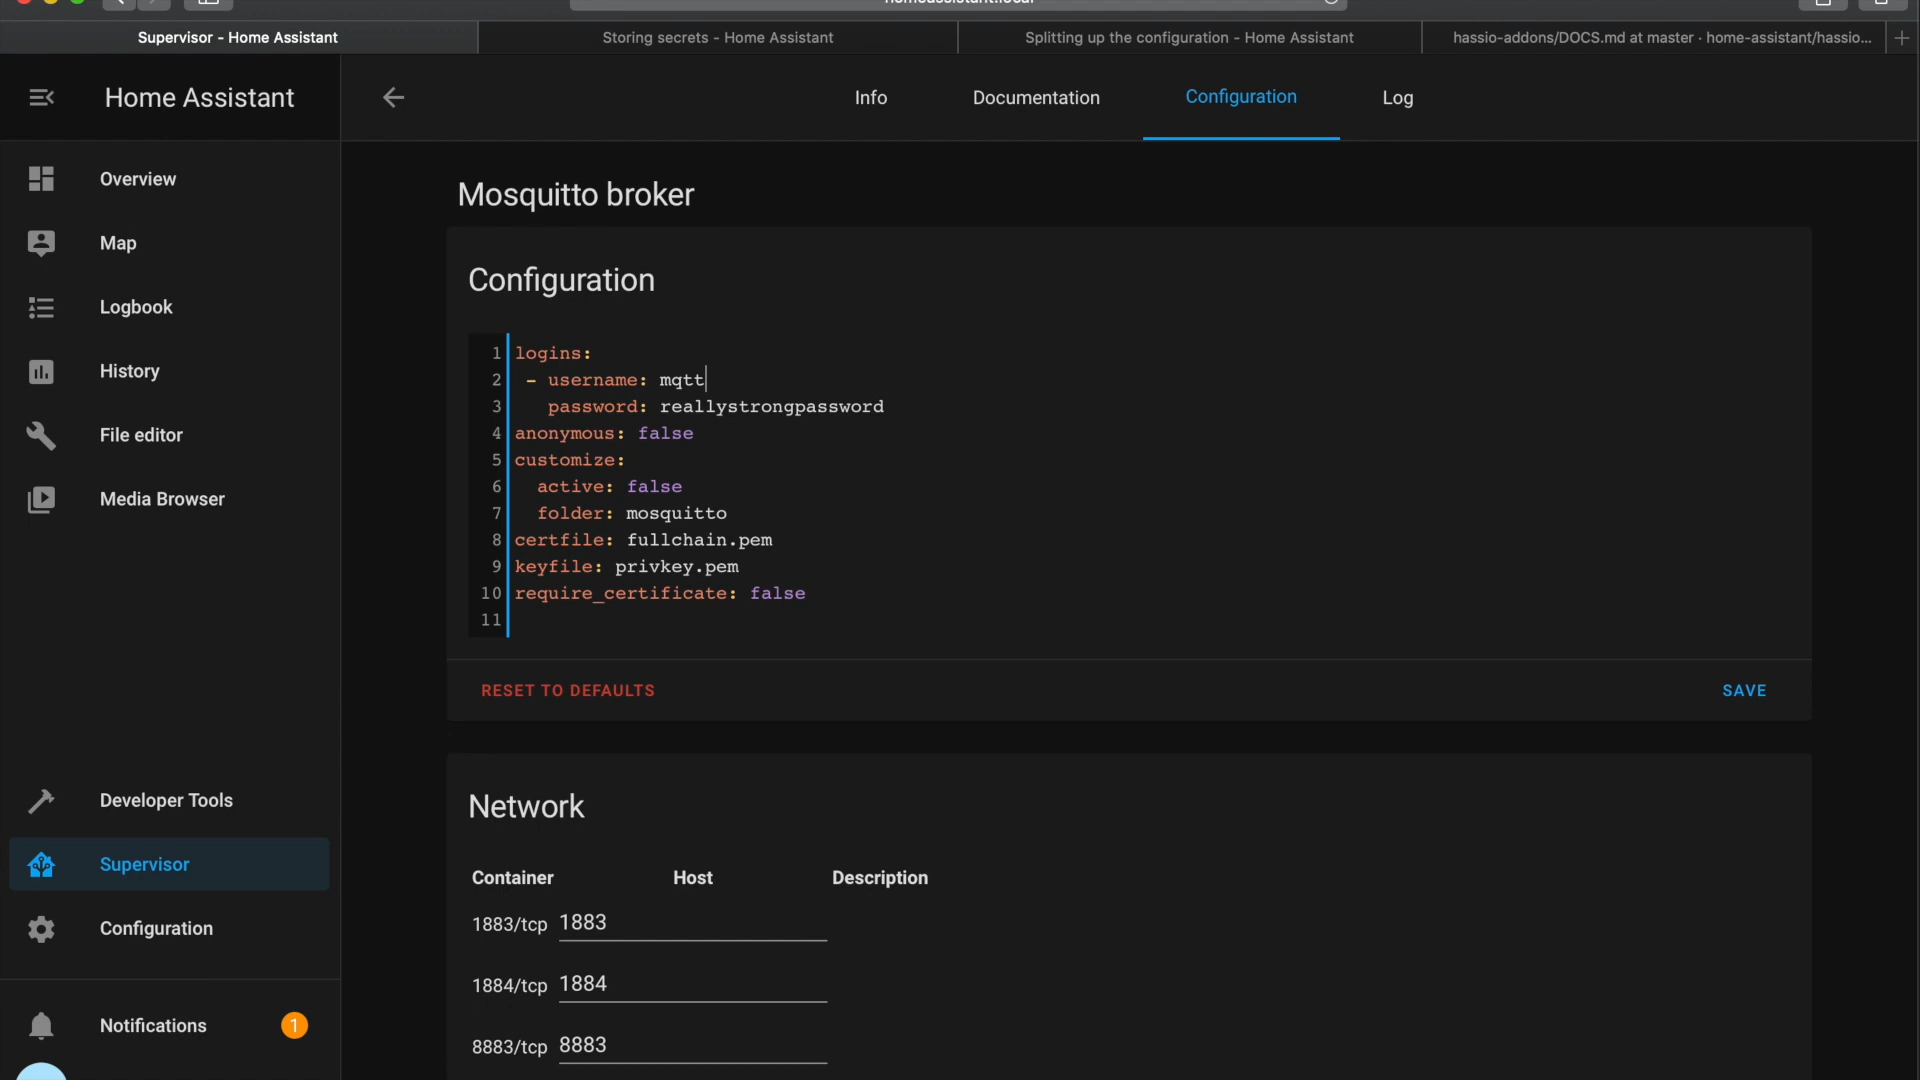 Supervisor - Home Assistant
Storing secrets - Home Assistant
Splitting up the configuration - Home Assistant
hassio-addons/DOCS.md at master · home-assistant/hassio...
Home Assistant
Info
Documentation
Configuration
Log
Overview
Map
Logbook
History
File editor
Media Browser
Developer Tools
Supervisor
Configuration
Notifications
1
Mosquitto broker
Configuration
1 logins:
2 - username: mqtt
3 password: reallystrongpassword
4 anonymous: false
5 customize:
6 active: false
7 folder: mosquitto
8 certfile: fullchain.pem
9 keyfile: privkey.pem
10 require_certificate: false
11
RESET TO DEFAULTS
SAVE
Network
Container Host Description
1883/tcp 1883
1884/tcp 1884
8883/tcp 8883